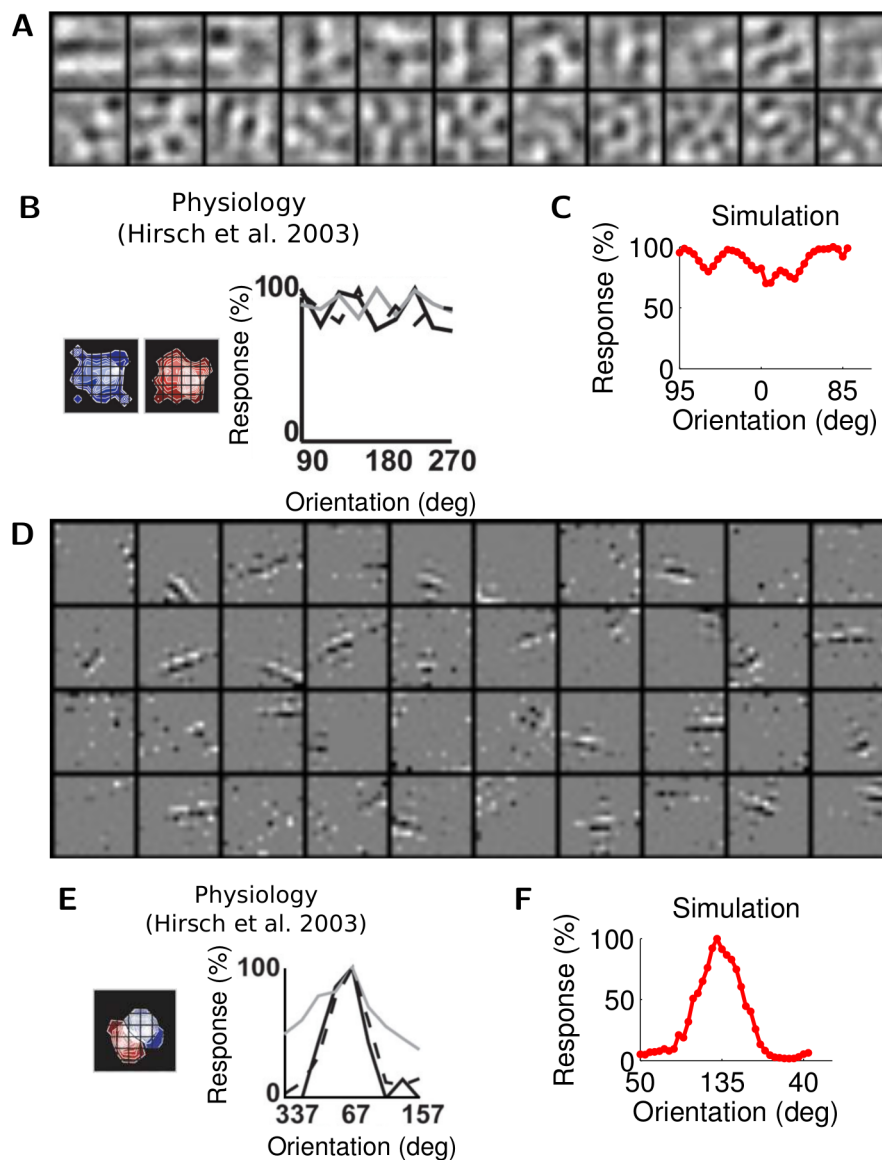 A
B
Physiology
(Hirsch et al. 2003)
Response (%)
100
0
90 180 270
Orientation (deg)
C
Simulation
Response (%)
100
50
0
95 0 85
Orientation (deg)
D
E
Physiology
(Hirsch et al. 2003)
Response (%)
100
0
337 67 157
Orientation (deg)
F
Simulation
Response (%)
100
50
0
50 135 40
Orientation (deg)